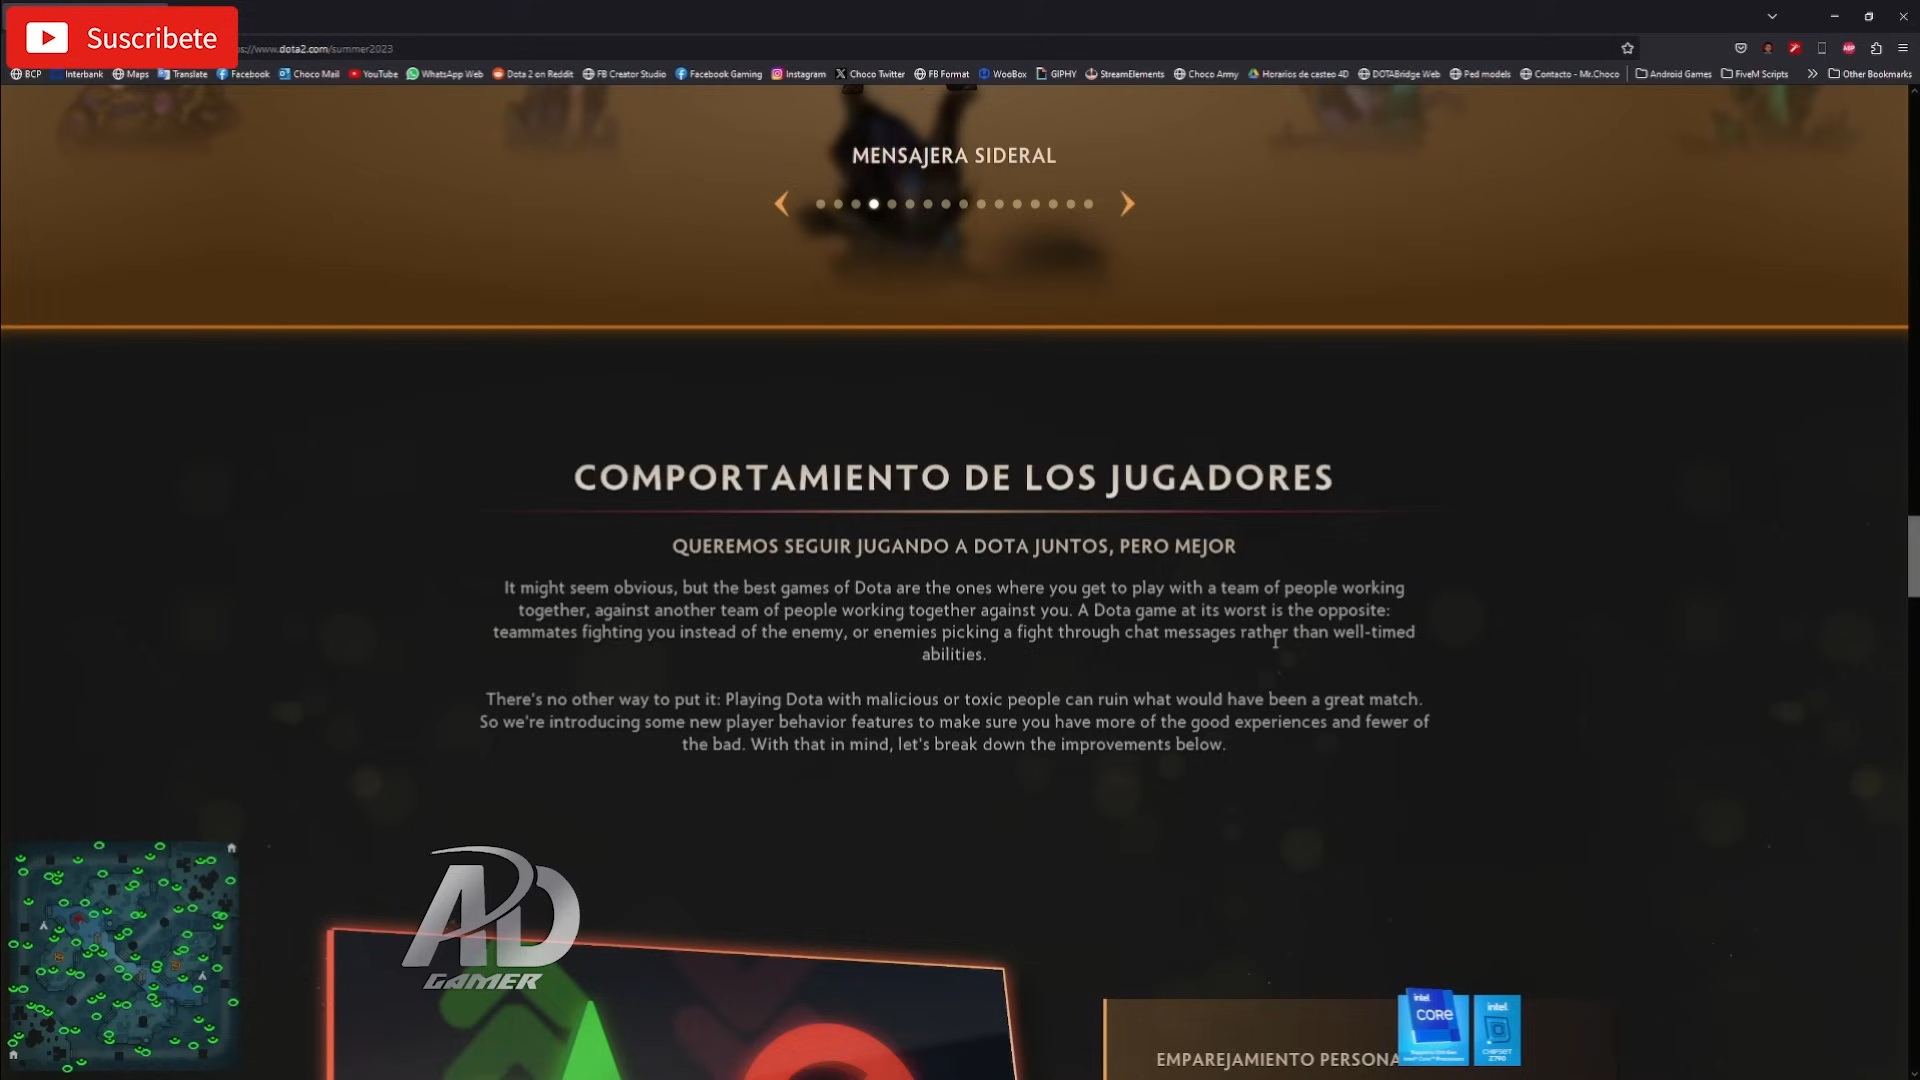 Suscribete
s://www.dota2.com/summer2023
BCP Interbank Maps Translate Facebook Choco Mail YouTube WhatsApp Web Dota 2 on Reddit FB Creator Studio Facebook Gaming Instagram Choco Twitter FB Format WooBox GIPHY StreamElements Choco Army Horarios de casteo 4D DOTABridge Web Ped models Contacto - Mr.Choco Android Games FiveM Scripts Other Bookmarks
MENSAJERA SIDERAL
COMPORTAMIENTO DE LOS JUGADORES
QUEREMOS SEGUIR JUGANDO A DOTA JUNTOS, PERO MEJOR
It might seem obvious, but the best games of Dota are the ones where you get to play with a team of people working
together, against another team of people working together against you. A Dota game at its worst is the opposite:
teammates fighting you instead of the enemy, or enemies picking a fight through chat messages rather than well-timed
abilities.
There's no other way to put it: Playing Dota with malicious or toxic people can ruin what would have been a great match.
So we're introducing some new player behavior features to make sure you have more of the good experiences and fewer of
the bad. With that in mind, let's break down the improvements below.
AD
GAMER
EMPAREJAMIENTO PERSONA
intel
CORE
intel
CHIPSET
Z790